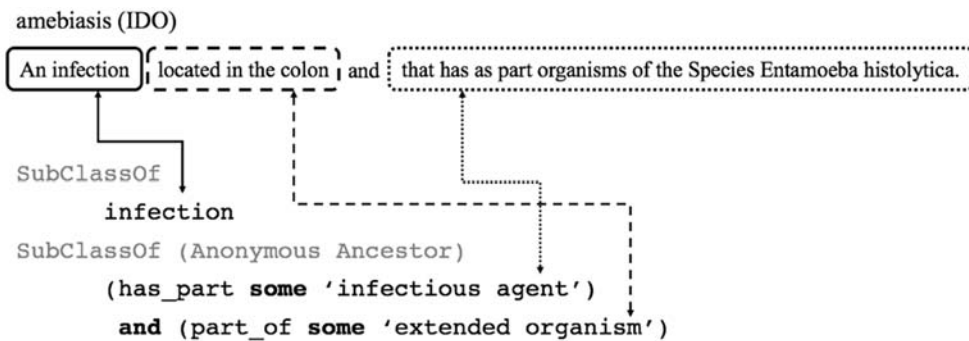 amebiasis (IDO)
An infection located in the colon and that has as part organisms of the Species Entamoeba histolytica.
SubClassOf
infection
SubClassOf (Anonymous Ancestor)
(has_part some ‘infectious agent’)
and (part_of some ‘extended organism’)